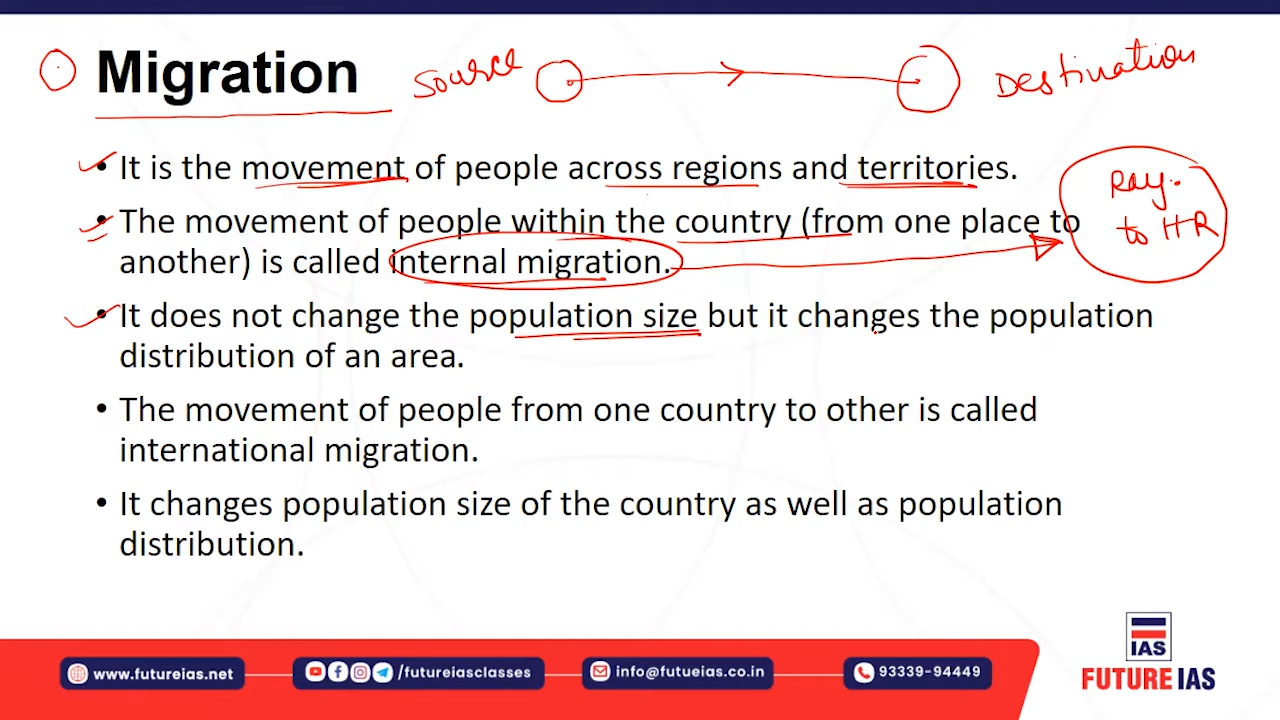 Migration
Source
Destination
• It is the movement of people across regions and territories.
• The movement of people within the country (from one place to
another) is called internal migration.
Raj.
to HR
• It does not change the population size but it changes the population
distribution of an area.
• The movement of people from one country to other is called
international migration.
• It changes population size of the country as well as population
distribution.
IAS
FUTURE IAS
www.futureias.net
/futureiasclasses
info@futueias.co.in
93339-94449